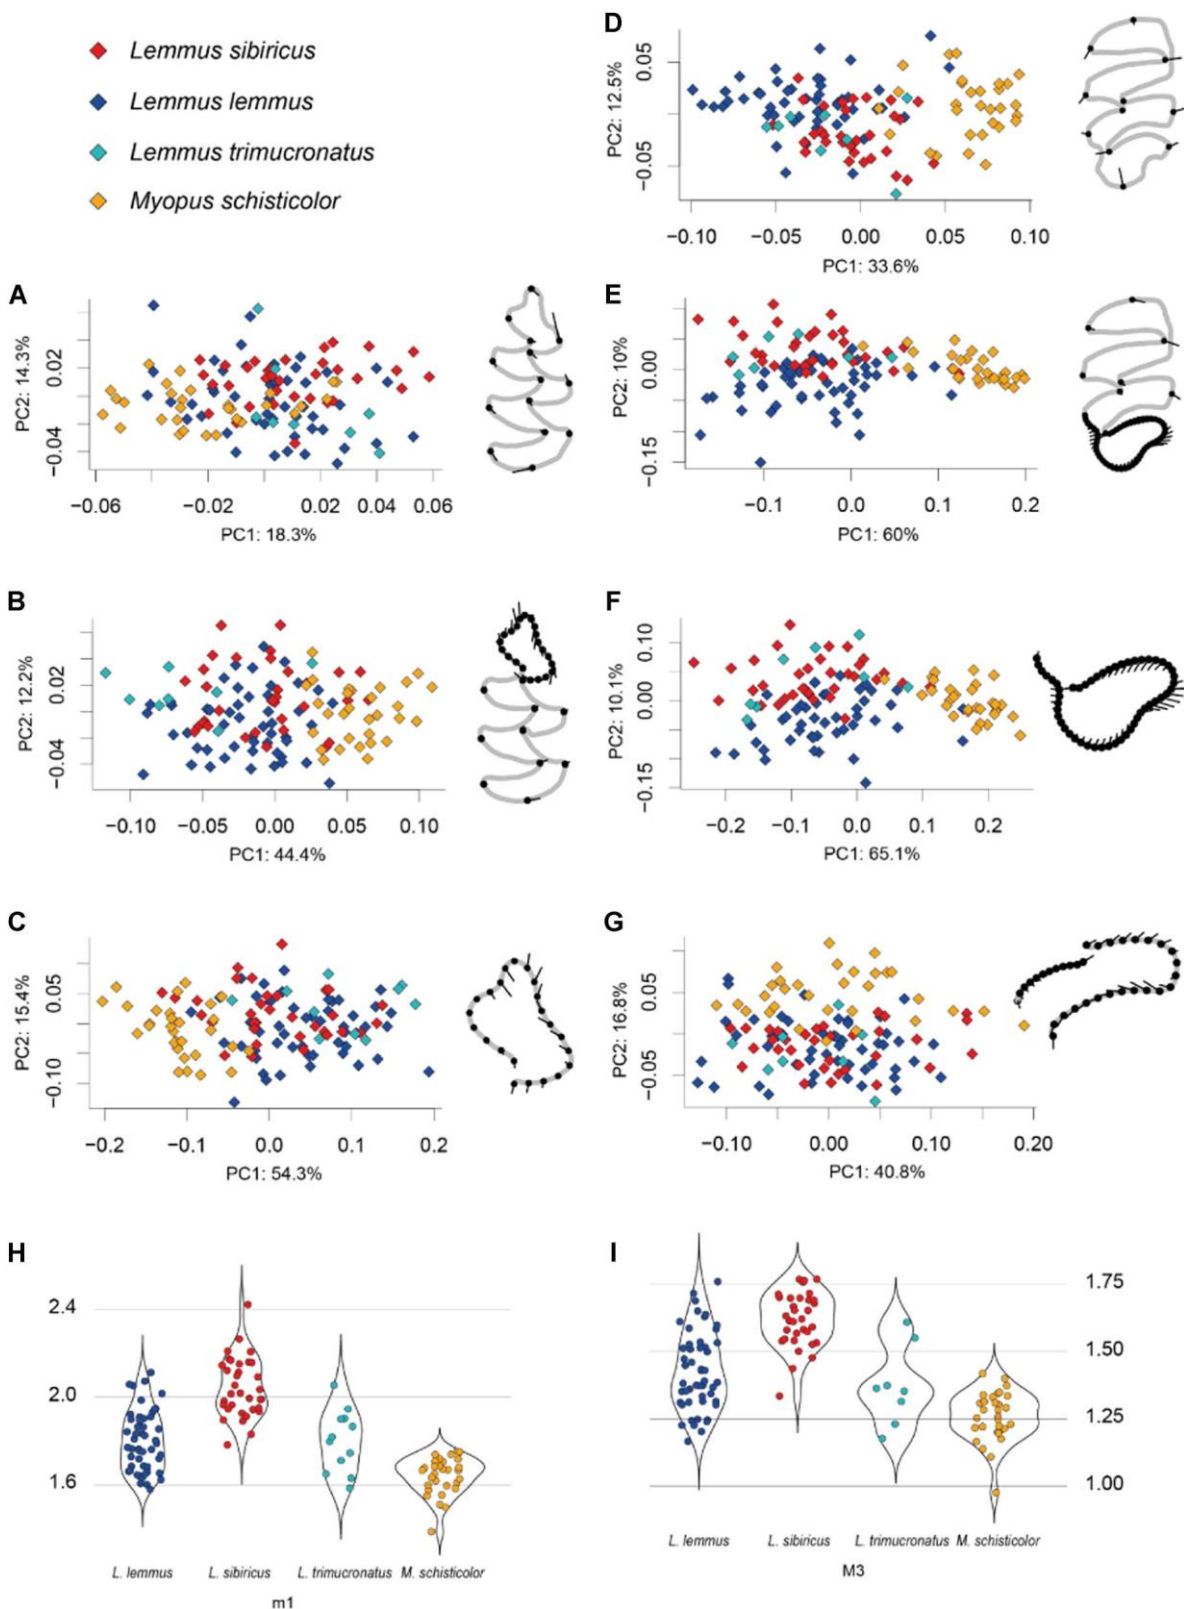 Lemmus sibiricus
Lemmus lemmus
Lemmus trimucronatus
Myopus schisticolor
D
PC2: 12.5%
0.05
−0.05
−0.10 −0.05 0.00 0.05 0.10
PC1: 33.6%
A
PC2: 14.3%
0.02
−0.04
−0.06 −0.02 0.02 0.04 0.06
PC1: 18.3%
E
PC2: 10%
0.00
−0.15
−0.1 0.0 0.1 0.2
PC1: 60%
B
PC2: 12.2%
0.02
−0.04
−0.10 −0.05 0.00 0.05 0.10
PC1: 44.4%
F
PC2: 10.1%
0.10
0.00
−0.15
−0.2 −0.1 0.0 0.1 0.2
PC1: 65.1%
C
PC2: 15.4%
0.05
−0.10
−0.2 −0.1 0.0 0.1 0.2
PC1: 54.3%
G
PC2: 16.8%
0.05
−0.05
−0.10 0.00 0.10 0.20
PC1: 40.8%
H
2.4
2.0
1.6
L. lemmus L. sibiricus L. trimucronatus M. schisticolor
m1
I
1.75
1.50
1.25
1.00
L. lemmus L. sibiricus L. trimucronatus M. schisticolor
M3